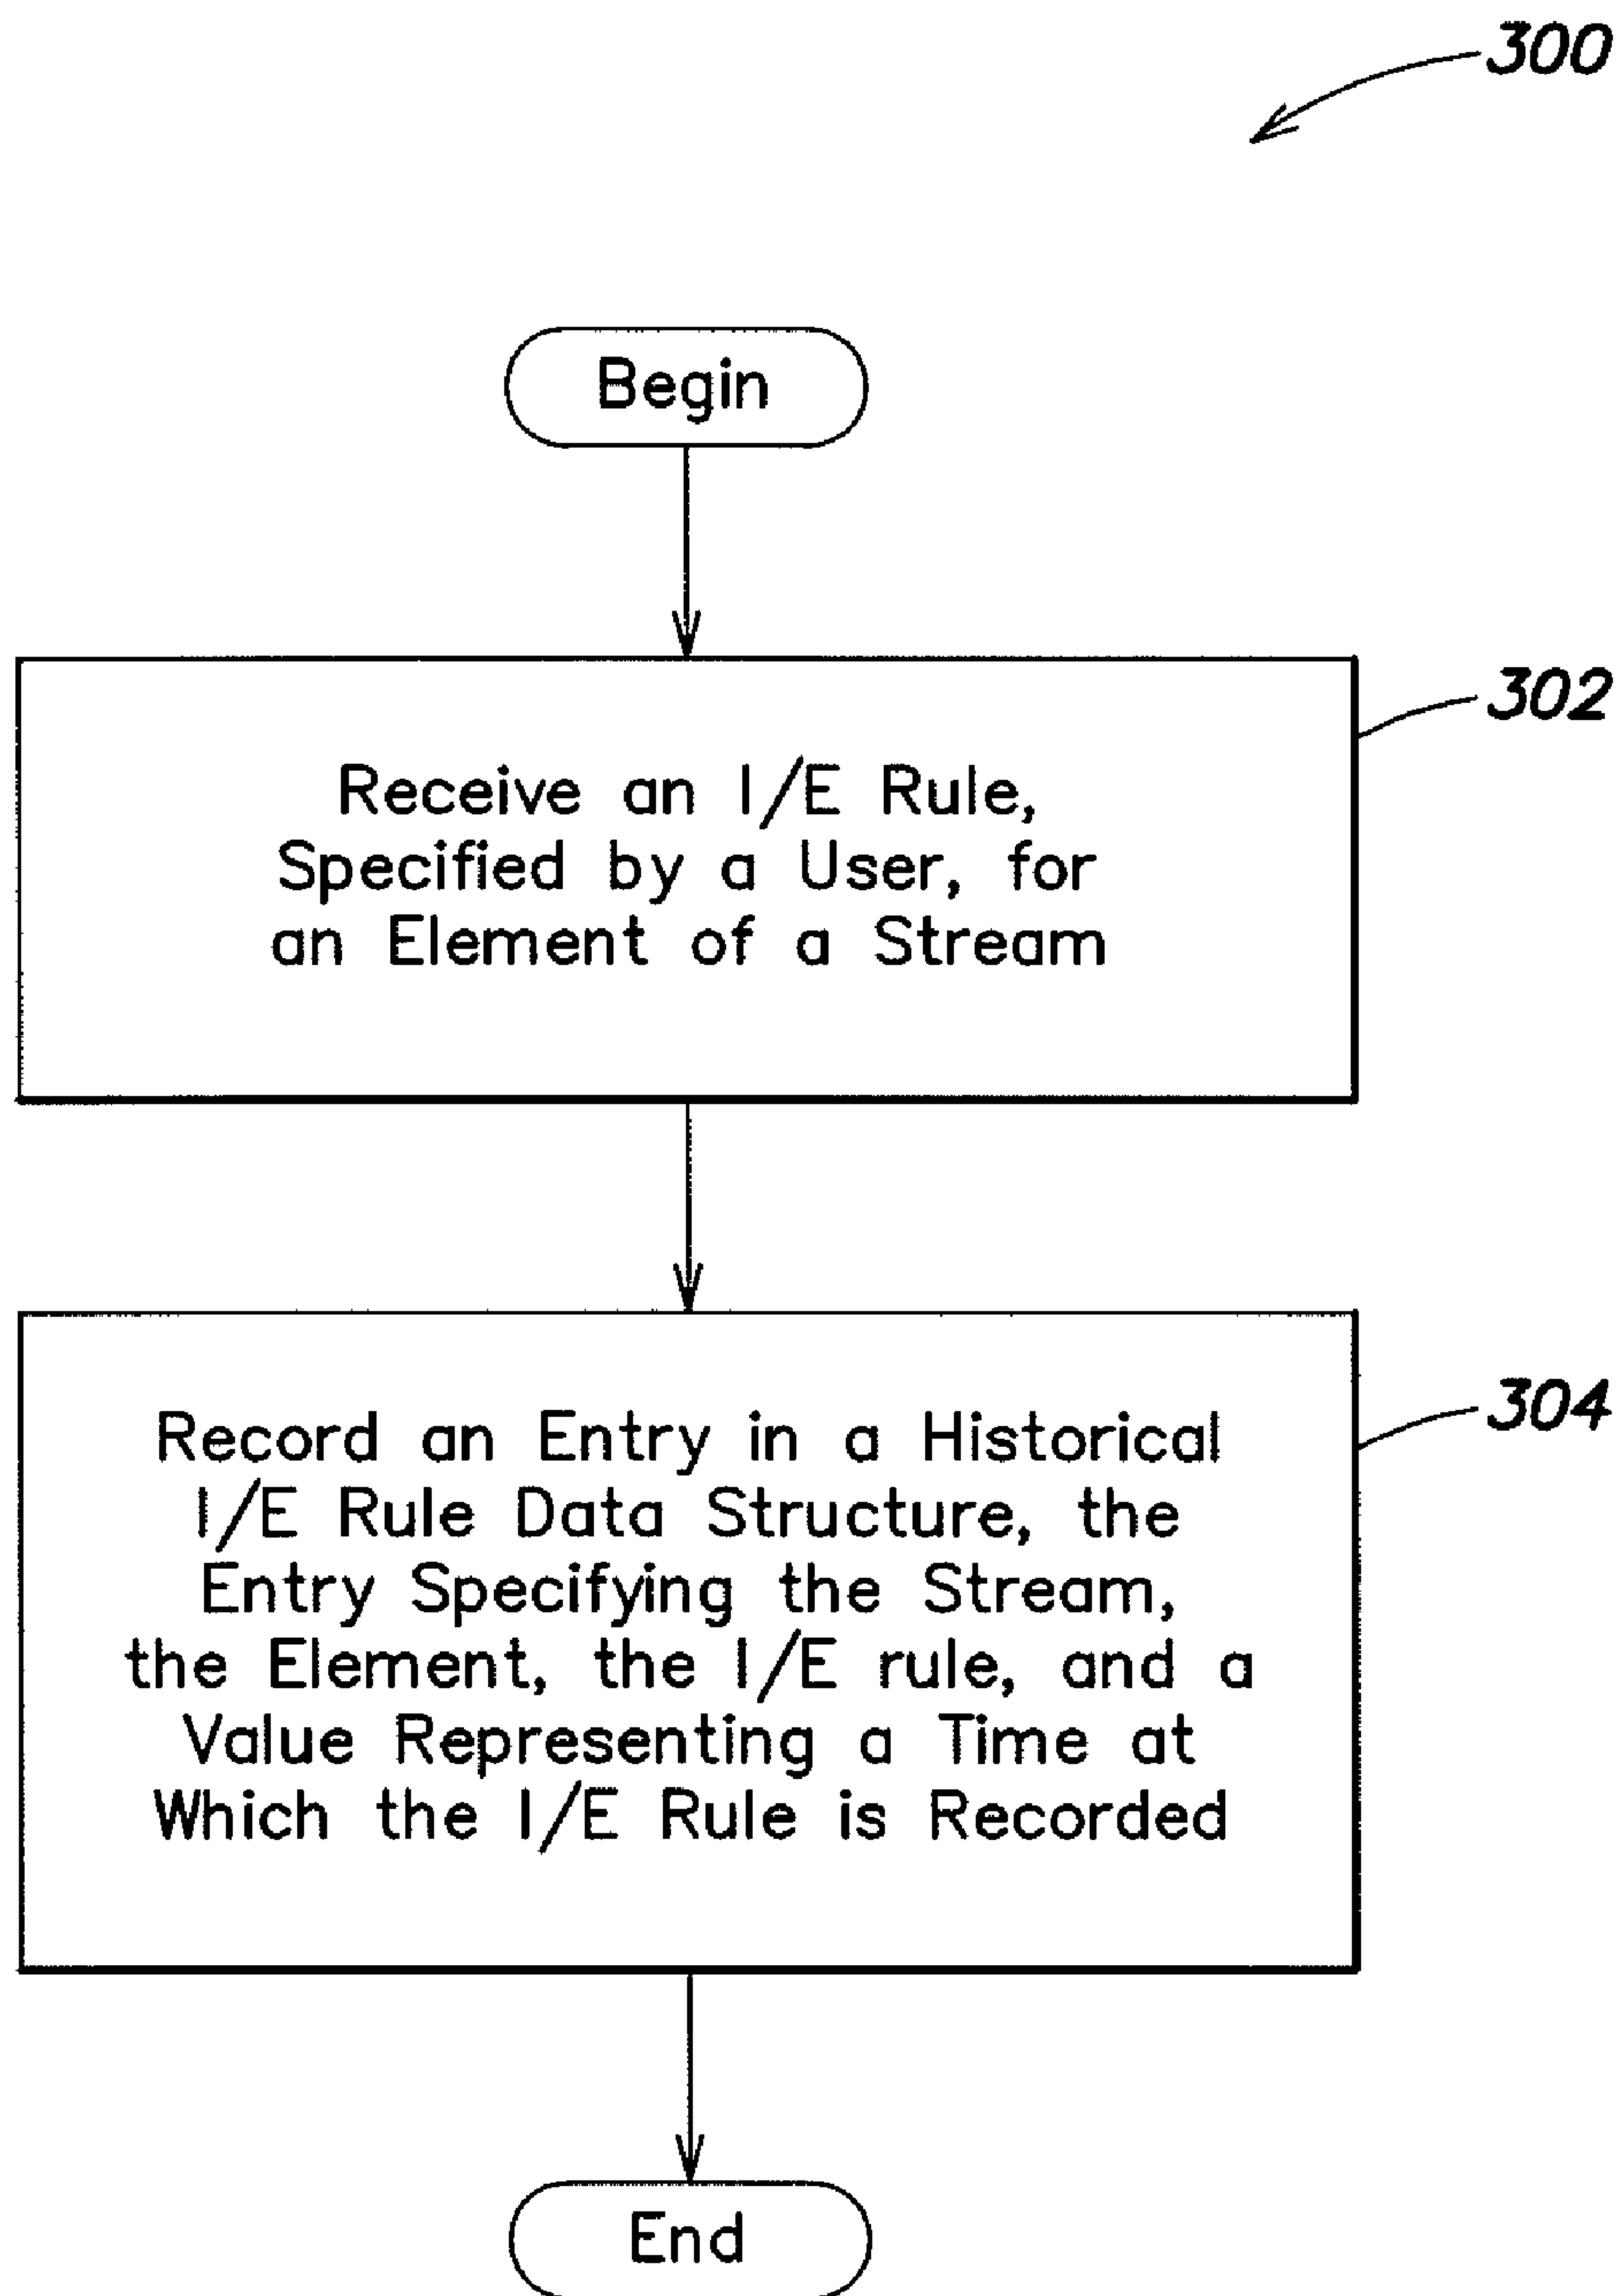 300
Begin
302
Receive an I/E Rule,
Specified by a User, for
an Element of a Stream
304
Record an Entry in a Historical
I/E Rule Data Structure, the
Entry Specifying the Stream,
the Element, the I/E rule, and a
Value Representing a Time at
Which the I/E Rule is Recorded
End